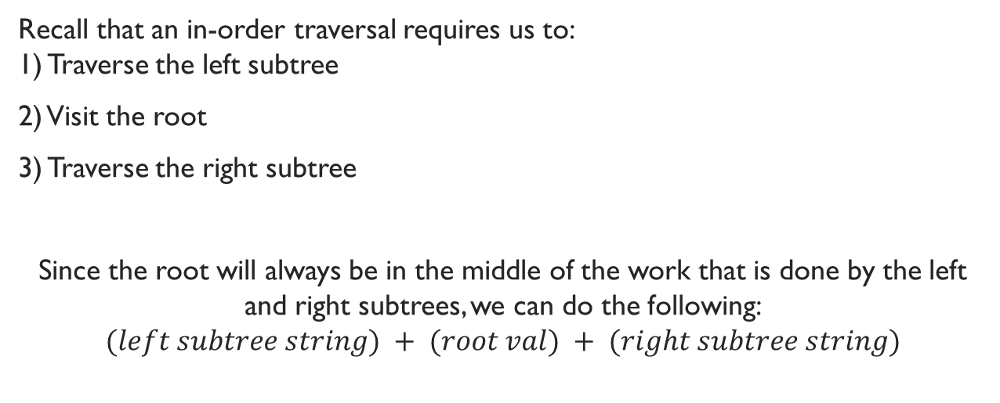 Recall that an in-order traversal requires us to:
1) Traverse the left subtree
2) Visit the root
3) Traverse the right subtree
Since the root will always be in the middle of the work that is done by the left
and right subtrees, we can do the following:
(left subtree string) + (root val) + (right subtree string)